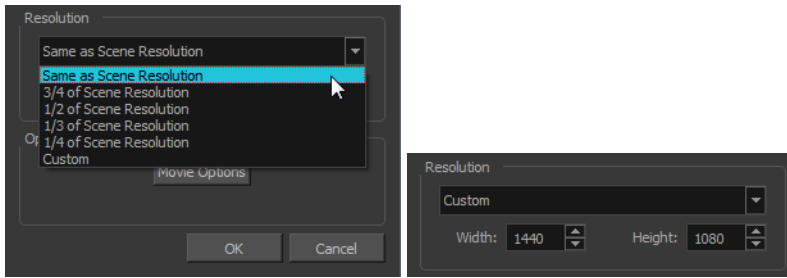 Resolution
Same as Scene Resolution
Same as Scene Resolution
3/4 of Scene Resolution
1/2 of Scene Resolution
1/3 of Scene Resolution
1/4 of Scene Resolution
Custom
Movie Options
OK Cancel
Resolution
Custom
Width: 1440 Height: 1080